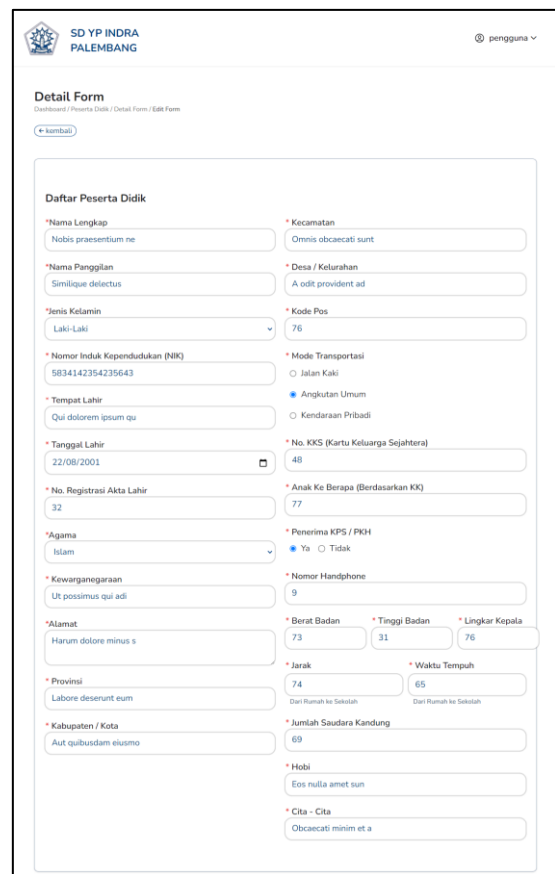 SD YP INDRA
PALEMBANG
pengguna
Detail Form
Dashboard / Peserta Didik / Detail Form / Edit Form
kembali
Daftar Peserta Didik
*Nama Lengkap
Nobis praesentium ne
*Nama Panggilan
Similique delectus
*Jenis Kelamin
Laki-Laki
* Nomor Induk Kependudukan (NIK)
5834142354235643
* Tempat Lahir
Qui dolorem ipsum qu
* Tanggal Lahir
22/08/2001
* No. Registrasi Akta Lahir
32
*Agama
Islam
* Kewarganegaraan
Ut possimus qui adi
*Alamat
Harum dolore minus s
* Provinsi
Labore deserunt eum
* Kabupaten / Kota
Aut quibusdam eiusmo
* Kecamatan
Omnis obcaecati sunt
* Desa / Kelurahan
A odit provident ad
* Kode Pos
76
* Mode Transportasi
Jalan Kaki
Angkutan Umum
Kendaraan Pribadi
* No. KKS (Kartu Keluarga Sejahtera)
48
* Anak Ke Berapa (Berdasarkan KK)
77
* Penerima KPS / PKH
Ya Tidak
* Nomor Handphone
9
* Berat Badan * Tinggi Badan * Lingkar Kepala
73 31 76
* Jarak * Waktu Tempuh
74 65
Dari Rumah ke Sekolah Dari Rumah ke Sekolah
* Jumlah Saudara Kandung
69
* Hobi
Eos nulla amet sun
* Cita - Cita
Obcaecati minim et a